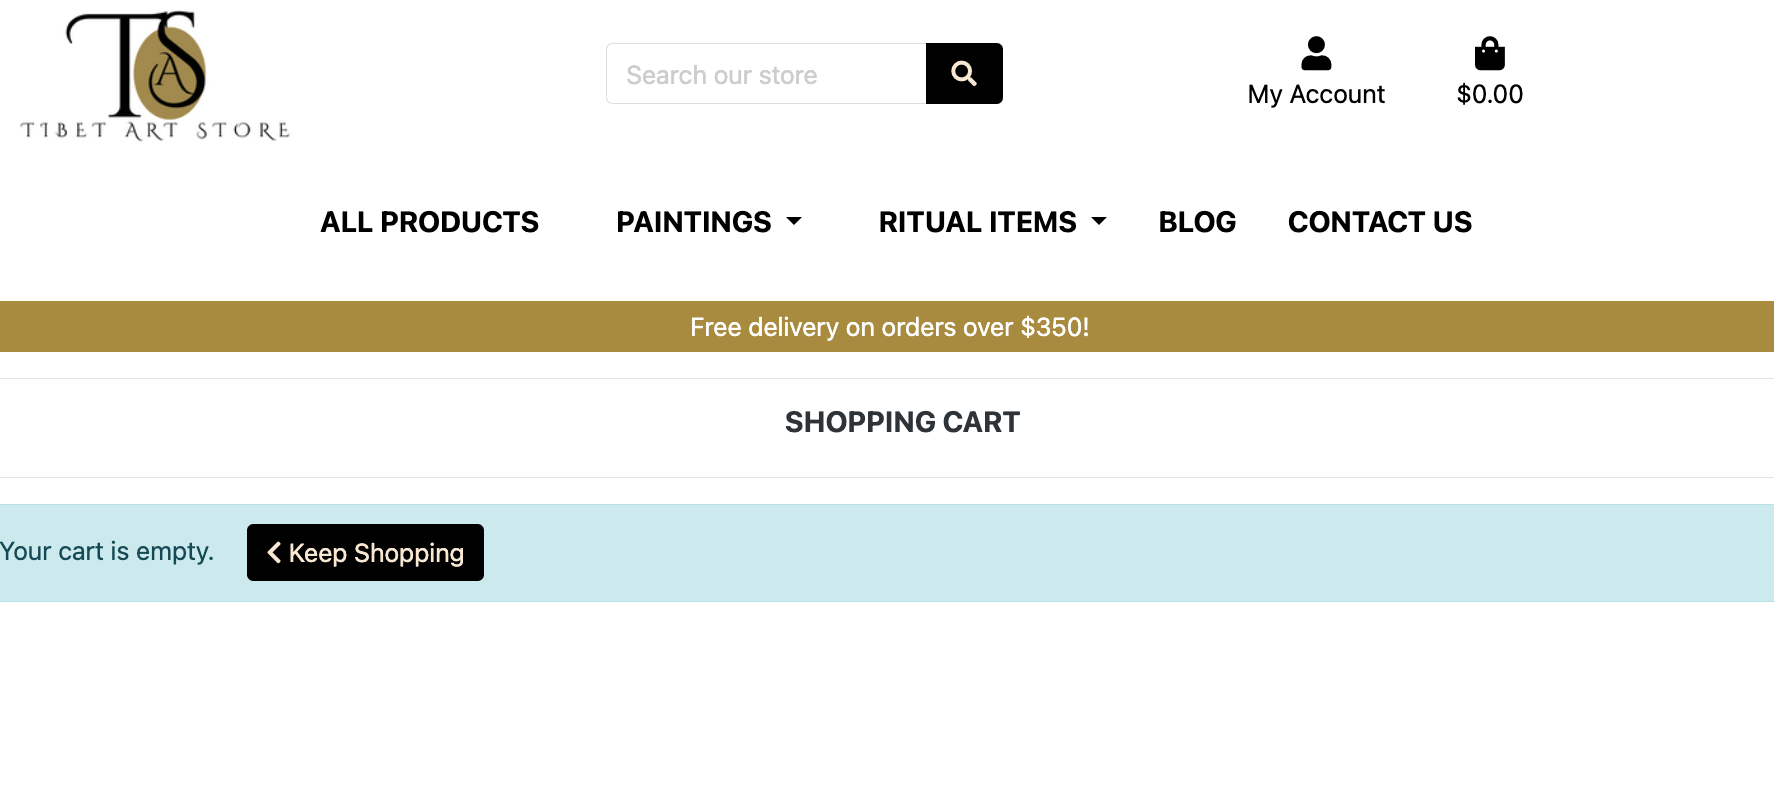 TSA
TIBET ART STORE
Search our store
My Account
$0.00
ALL PRODUCTS
PAINTINGS
RITUAL ITEMS
BLOG
CONTACT US
Free delivery on orders over $350!
SHOPPING CART
Your cart is empty.
Keep Shopping